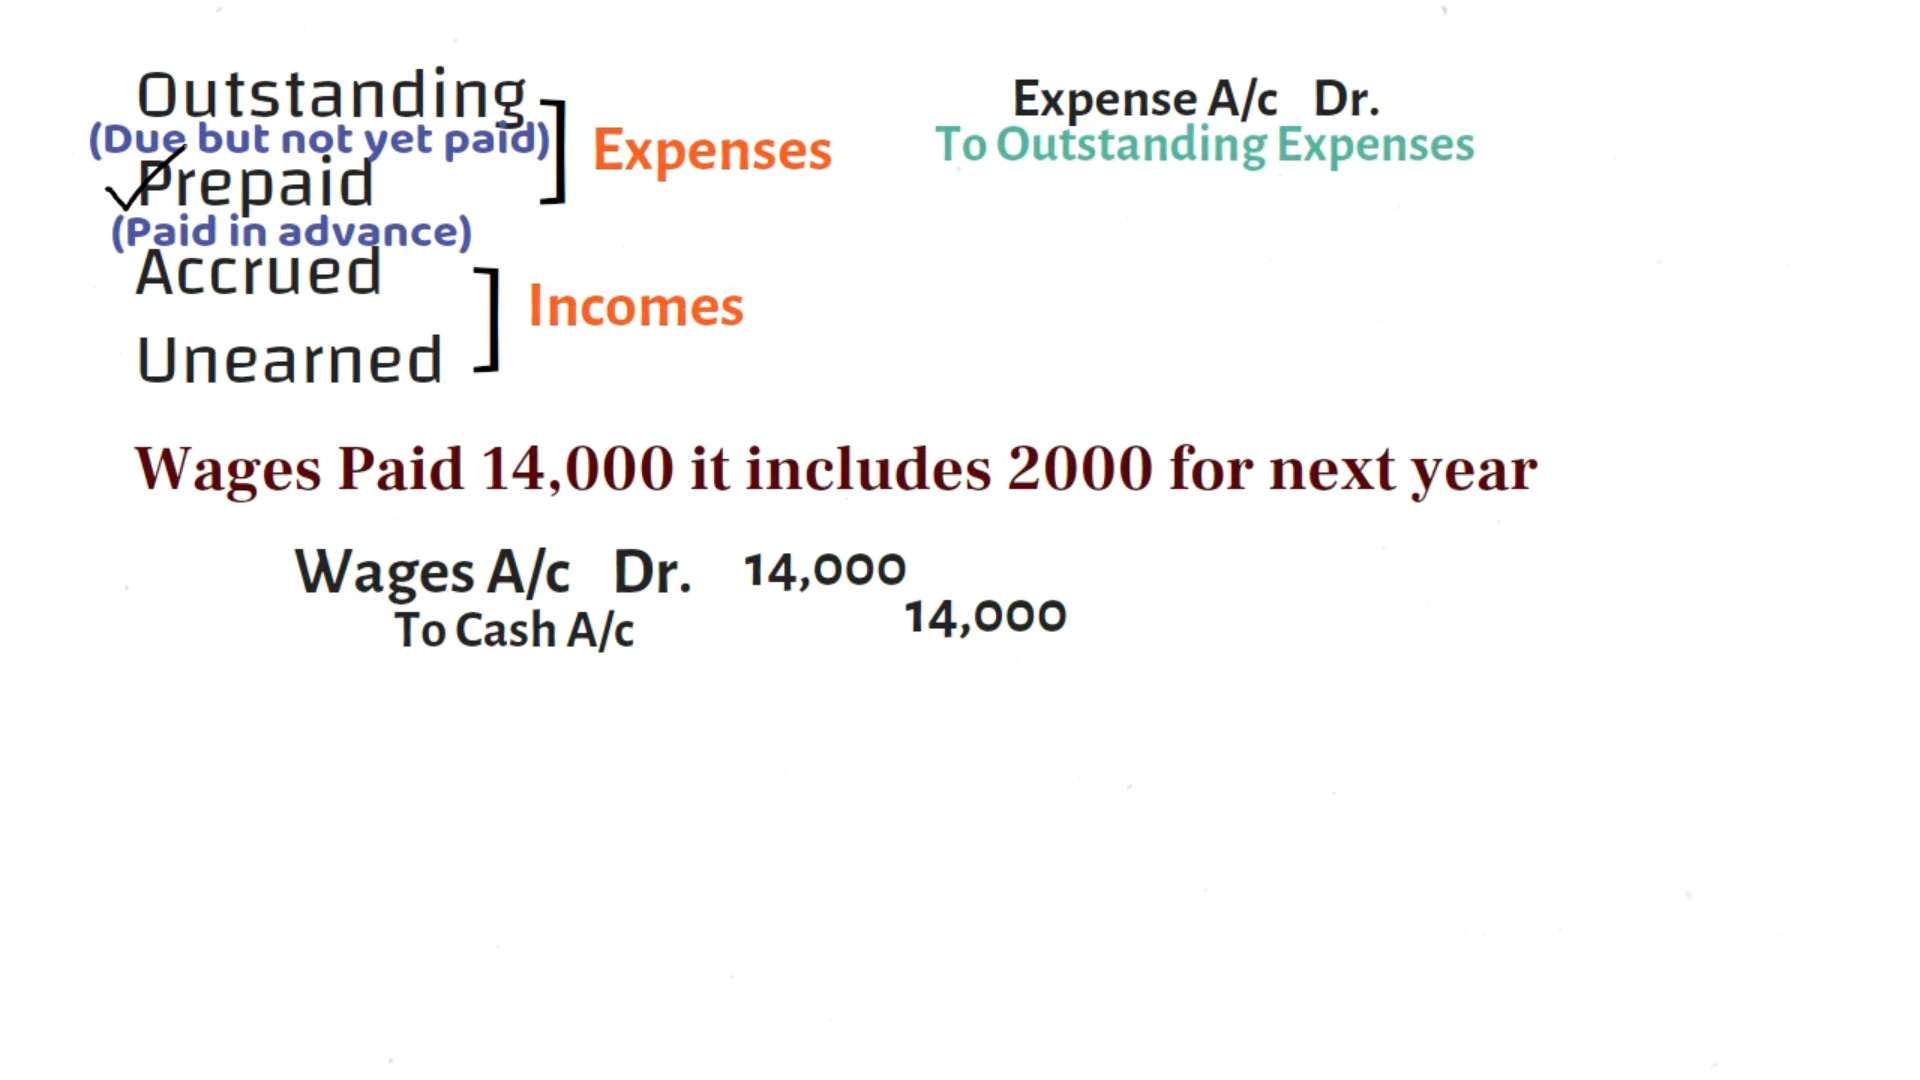 Outstanding
(Due but not yet paid)
Prepaid
(Paid in advance)
Expenses
Accrued
Unearned
Incomes
Expense A/c Dr.
To Outstanding Expenses
Wages Paid 14,000 it includes 2000 for next year
Wages A/c Dr. 14,000
To Cash A/c 14,000